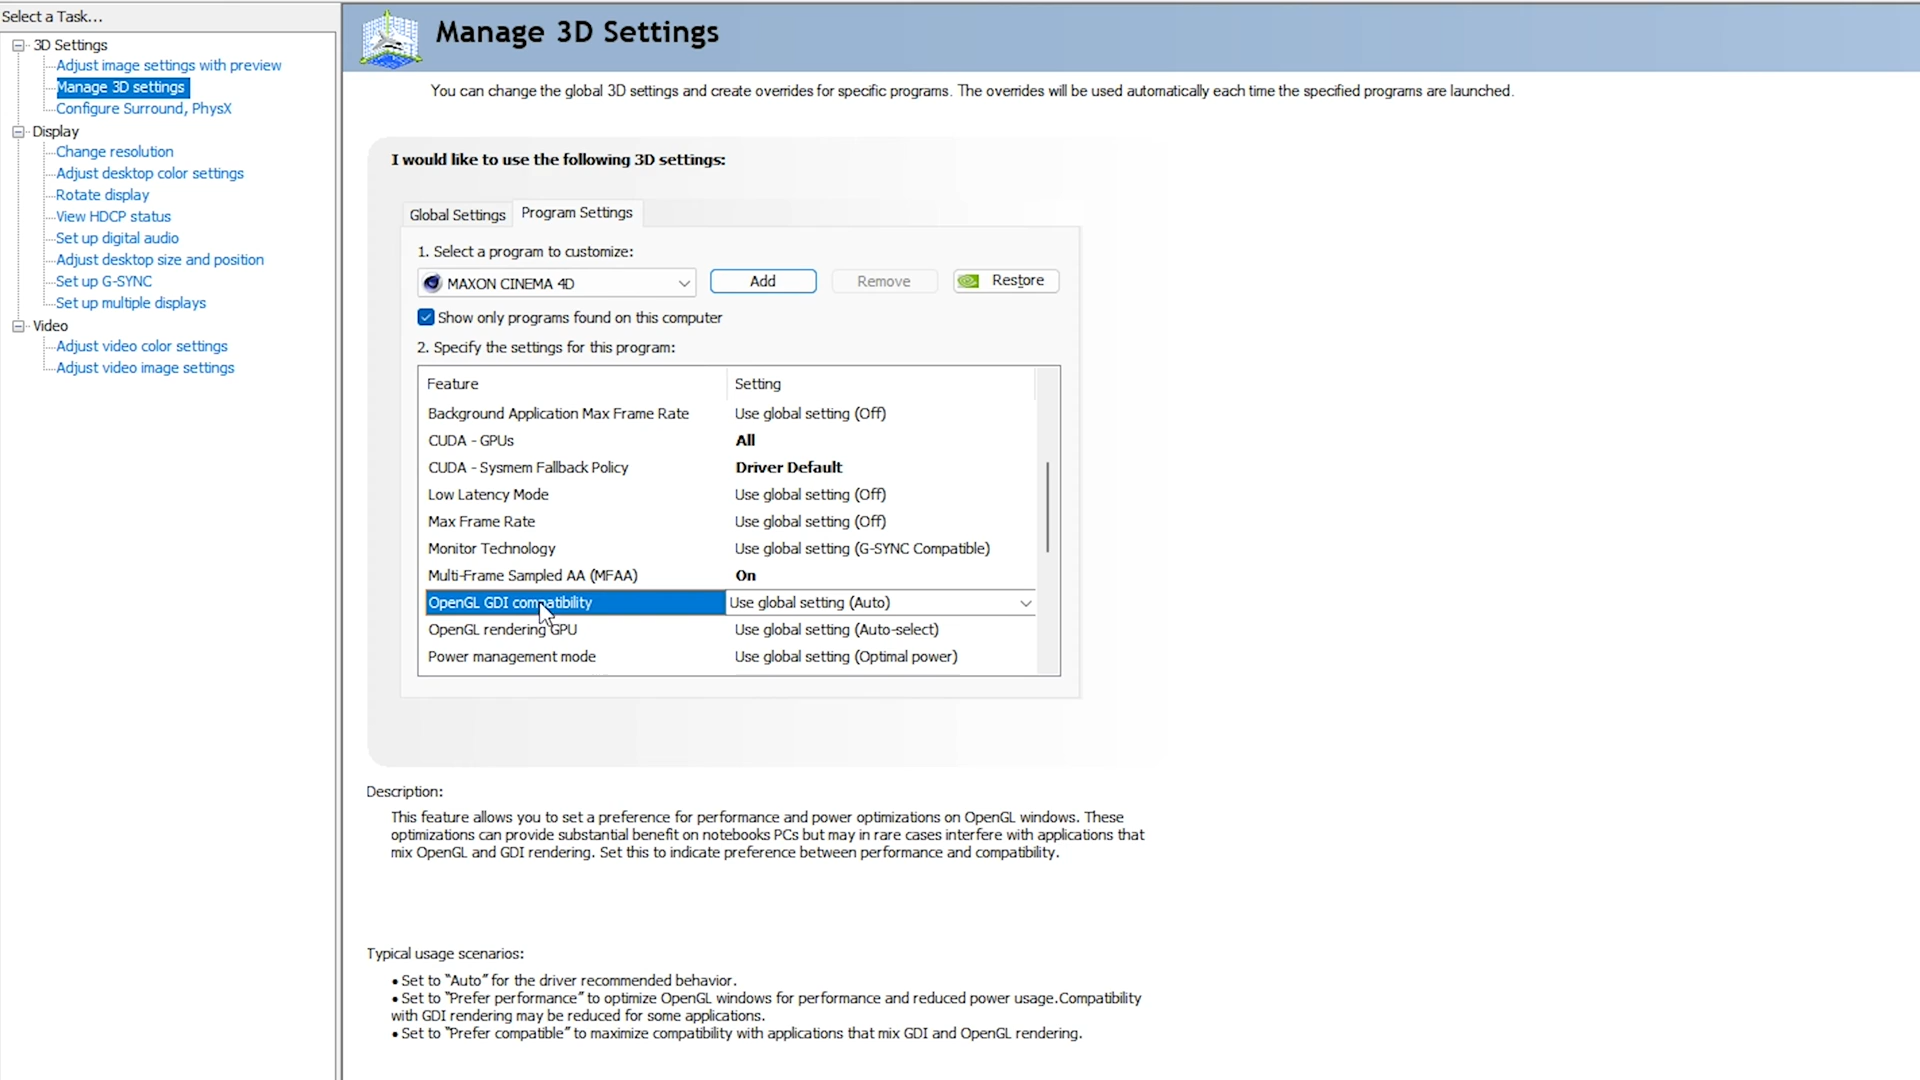 Select a Task...
3D Settings
Adjust image settings with preview
Manage 3D settings
Configure Surround, PhysX
Display
Change resolution
Adjust desktop color settings
Rotate display
View HDCP status
Set up digital audio
Adjust desktop size and position
Set up G-SYNC
Set up multiple displays
Video
Adjust video color settings
Adjust video image settings
Manage 3D Settings
You can change the global 3D settings and create overrides for specific programs. The overrides will be used automatically each time the specified programs are launched.
I would like to use the following 3D settings:
Global Settings Program Settings
1. Select a program to customize:
MAXON CINEMA 4D Add Remove Restore
Show only programs found on this computer
2. Specify the settings for this program:
Feature Setting
Background Application Max Frame Rate Use global setting (Off)
CUDA - GPUs All
CUDA - Sysmem Fallback Policy Driver Default
Low Latency Mode Use global setting (Off)
Max Frame Rate Use global setting (Off)
Monitor Technology Use global setting (G-SYNC Compatible)
Multi-Frame Sampled AA (MFAA) On
OpenGL GDI compatibility Use global setting (Auto)
OpenGL rendering GPU Use global setting (Auto-select)
Power management mode Use global setting (Optimal power)
Description:
This feature allows you to set a preference for performance and power optimizations on OpenGL windows. These
optimizations can provide substantial benefit on notebooks PCs but may in rare cases interfere with applications that
mix OpenGL and GDI rendering. Set this to indicate preference between performance and compatibility.
Typical usage scenarios:
• Set to "Auto" for the driver recommended behavior.
• Set to "Prefer performance" to optimize OpenGL windows for performance and reduced power usage.Compatibility
with GDI rendering may be reduced for some applications.
• Set to "Prefer compatible" to maximize compatibility with applications that mix GDI and OpenGL rendering.